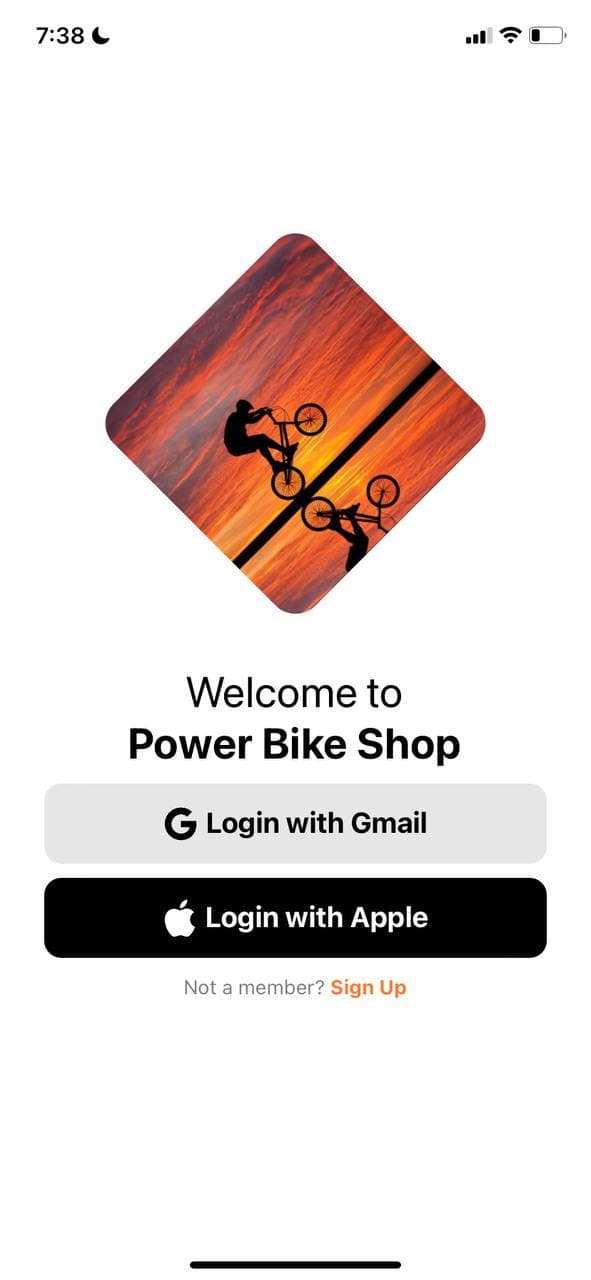 7:38
Welcome to
Power Bike Shop
Login with Gmail
Login with Apple
Not a member? Sign Up